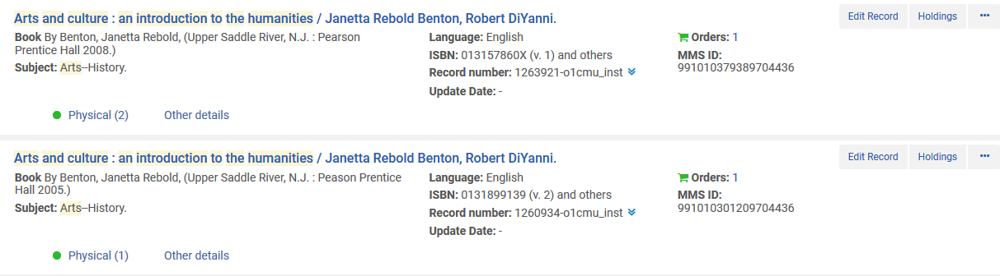 Arts and culture : an introduction to the humanities / Janetta Rebold Benton, Robert DiYanni.
Edit Record Holdings ...
Book By Benton, Janetta Rebold, (Upper Saddle River, N.J. : Pearson
Prentice Hall 2008.)
Subject: Arts--History.
Language: English
ISBN: 013157860X (v. 1) and others
Record number: 1263921-o1cmu_inst
Update Date: -
Orders: 1
MMS ID:
991010379389704436
Physical (2) Other details
Arts and culture : an introduction to the humanities / Janetta Rebold Benton, Robert DiYanni.
Edit Record Holdings ...
Book By Benton, Janetta Rebold, (Upper Saddle River, N.J. : Peason Prentice
Hall 2005.)
Subject: Arts--History.
Language: English
ISBN: 0131899139 (v. 2) and others
Record number: 1260934-o1cmu_inst
Update Date: -
Orders: 1
MMS ID:
991010301209704436
Physical (1) Other details